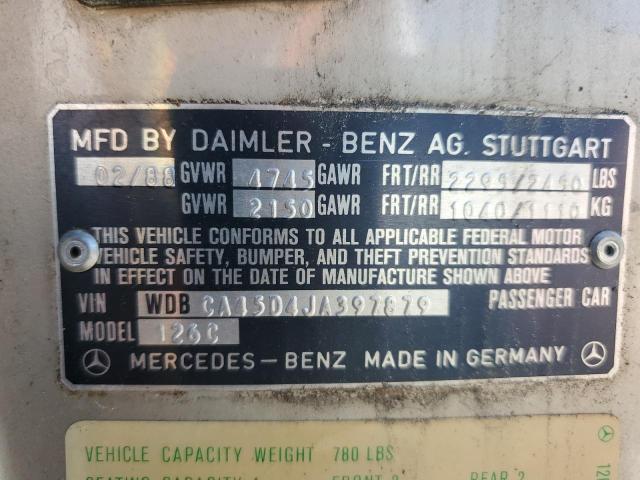 MFD BY DAIMLER - BENZ AG. STUTTGART
02/88 GVWR 4745 GAWR FRT/RR LBS
GVWR 2150 GAWR FRT/RR 1040/1110 KG
THIS VEHICLE CONFORMS TO ALL APPLICABLE FEDERAL MOTOR
VEHICLE SAFETY, BUMPER, AND THEFT PREVENTION STANDARDS
IN EFFECT ON THE DATE OF MANUFACTURE SHOWN ABOVE
VIN WDB CA45D4JA397879 PASSENGER CAR
MODEL 126C
MERCEDES-BENZ MADE IN GERMANY
VEHICLE CAPACITY WEIGHT 780 LBS